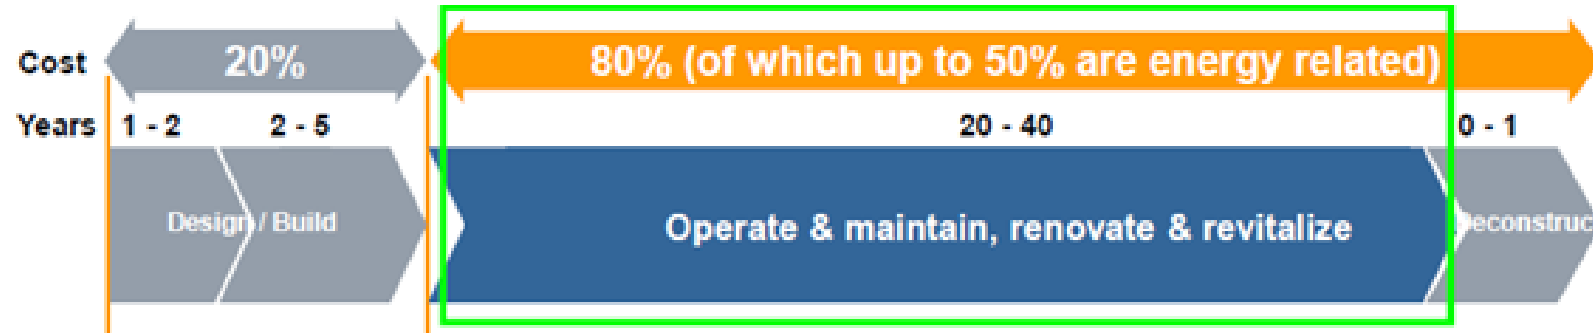 Cost 20% 80% (of which up to 50% are energy related)
Years 1 - 2 2 - 5 20 - 40 0 - 1
Design / Build Operate & maintain, renovate & revitalize